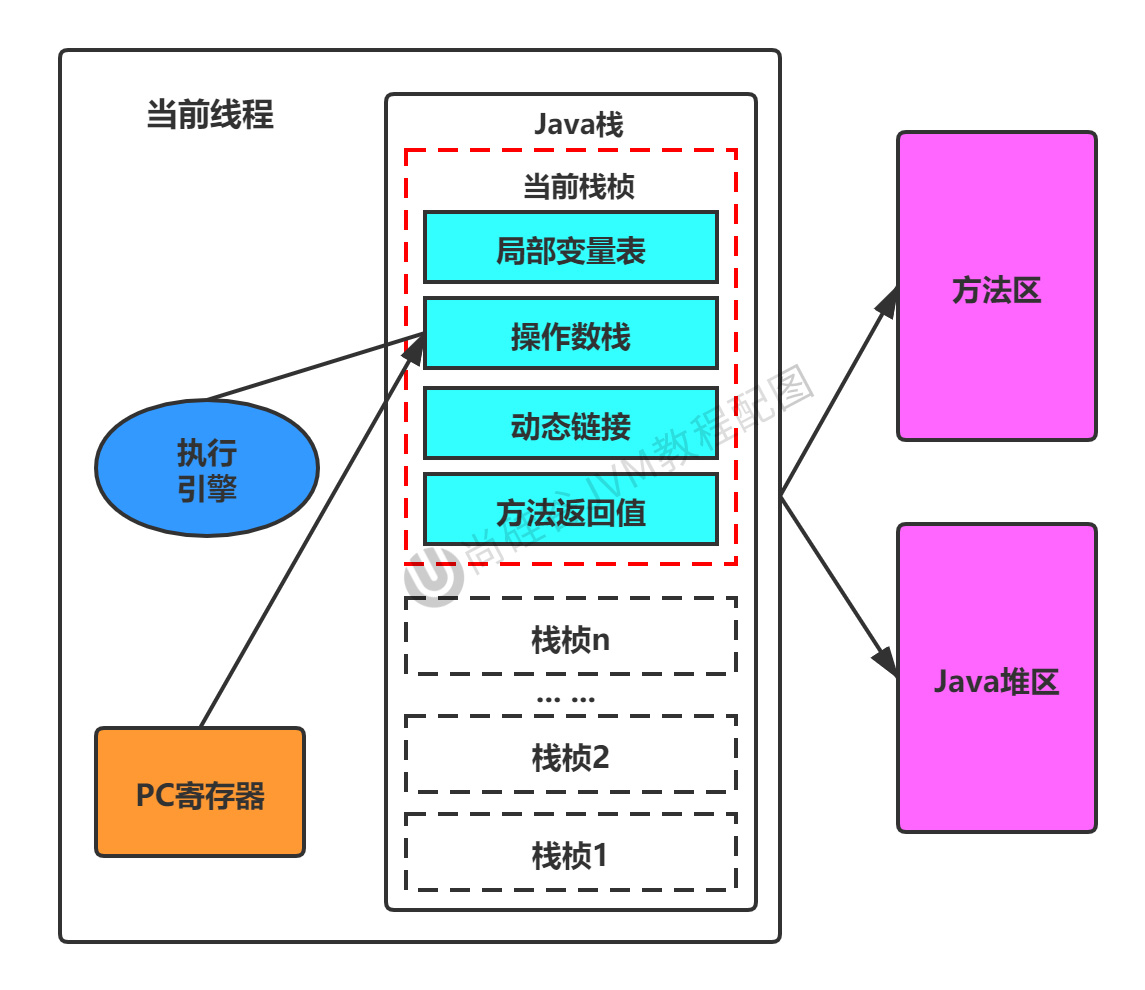 当前线程
Java栈
当前栈桢
局部变量表
操作数栈
动态链接
方法返回值
栈桢n
... ...
栈桢2
栈桢1
执行
引擎
PC寄存器
方法区
Java堆区
尚硅谷JVM教程配图